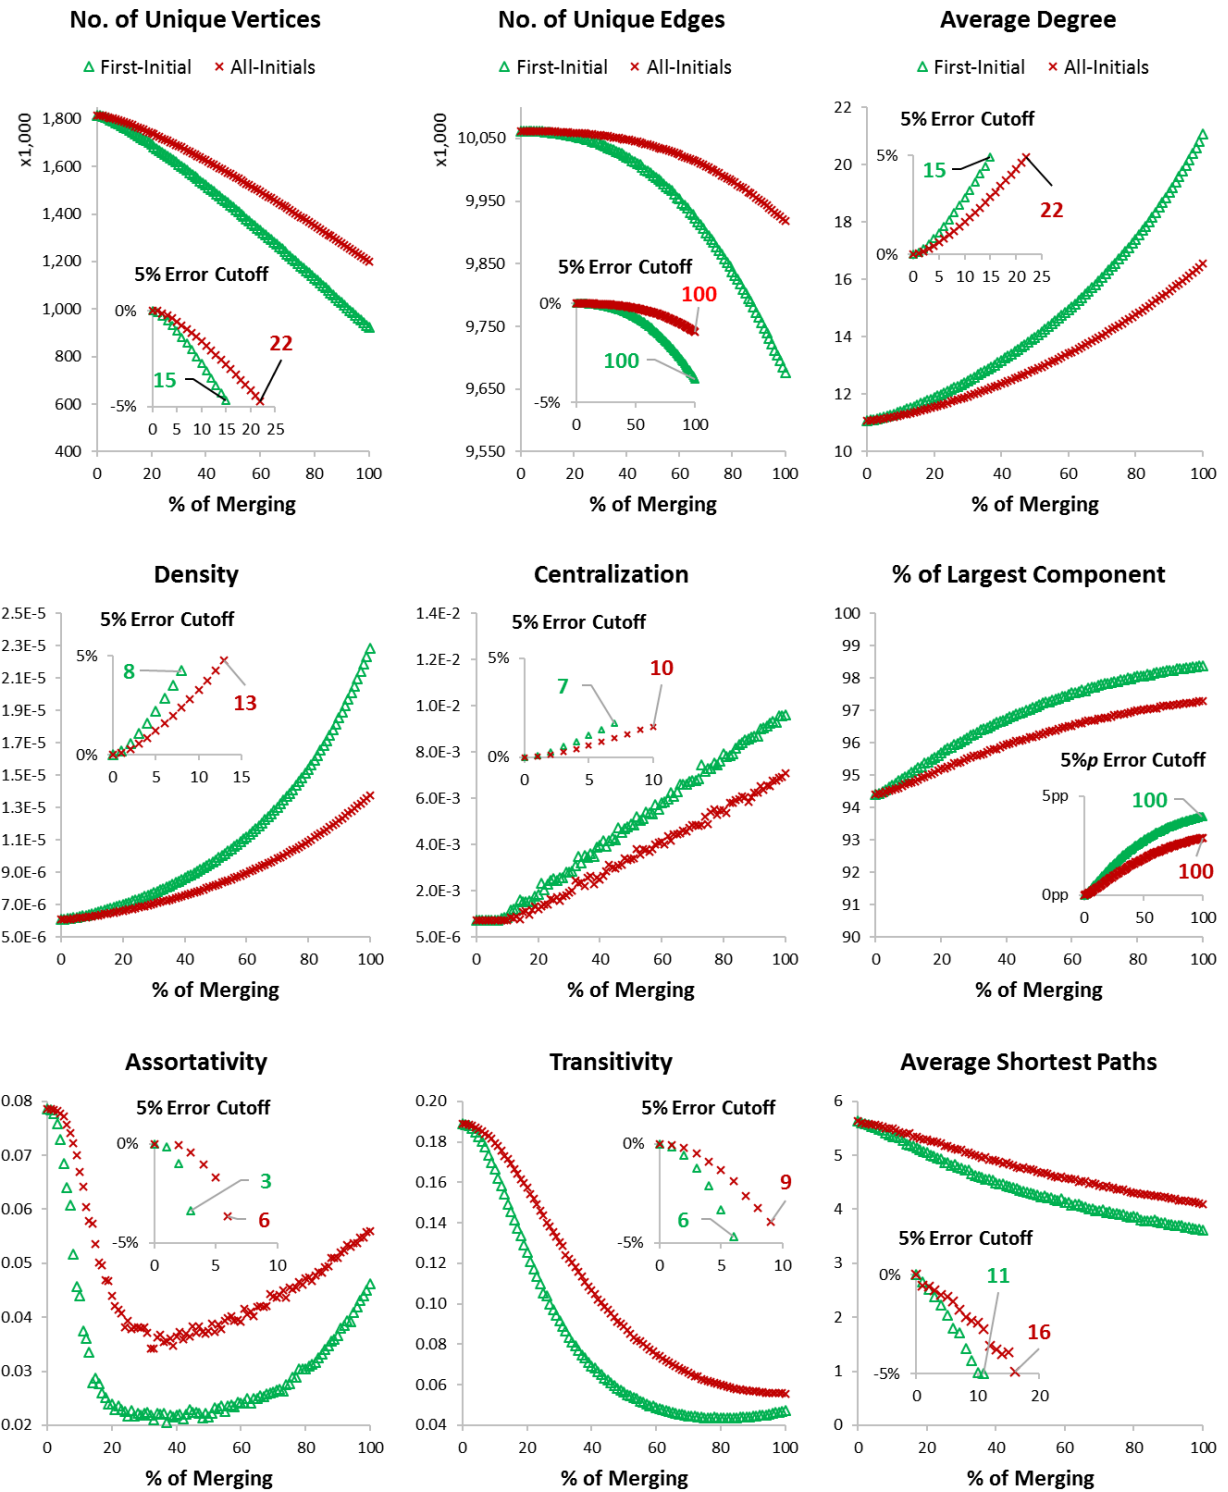 No. of Unique Vertices
△ First-Initial × All-Initials
x1,000
1,800
1,600
1,400
1,200
1,000
800
600
400
0 20 40 60 80 100
% of Merging
5% Error Cutoff
0%
-5%
0 5 10 15 20 25
15
22
No. of Unique Edges
△ First-Initial × All-Initials
x1,000
10,050
9,950
9,850
9,750
9,650
9,550
0 20 40 60 80 100
% of Merging
5% Error Cutoff
0%
-5%
0 50 100
100
100
Average Degree
△ First-Initial × All-Initials
22
20
18
16
14
12
10
0 20 40 60 80 100
% of Merging
5% Error Cutoff
5%
0%
0 5 10 15 20 25
15
22
Density
2.5E-5
2.3E-5
2.1E-5
1.9E-5
1.7E-5
1.5E-5
1.3E-5
1.1E-5
9.0E-6
7.0E-6
5.0E-6
0 20 40 60 80 100
% of Merging
5% Error Cutoff
5%
0%
0 5 10 15
8
13
Centralization
1.4E-2
1.2E-2
1.0E-2
8.0E-3
6.0E-3
4.0E-3
2.0E-3
5.0E-6
0 20 40 60 80 100
% of Merging
5% Error Cutoff
5%
0%
0 5 10
7
10
% of Largest Component
100
99
98
97
96
95
94
93
92
91
90
0 20 40 60 80 100
% of Merging
5%p Error Cutoff
5pp
0pp
0 50 100
100
100
Assortativity
0.08
0.07
0.06
0.05
0.04
0.03
0.02
0 20 40 60 80 100
% of Merging
5% Error Cutoff
0%
-5%
0 5 10
3
6
Transitivity
0.20
0.18
0.16
0.14
0.12
0.10
0.08
0.06
0.04
0 20 40 60 80 100
% of Merging
5% Error Cutoff
0%
-5%
0 5 10
9
6
Average Shortest Paths
6
5
4
3
2
1
0
0 20 40 60 80 100
% of Merging
5% Error Cutoff
0%
-5%
0 10 20
11
16